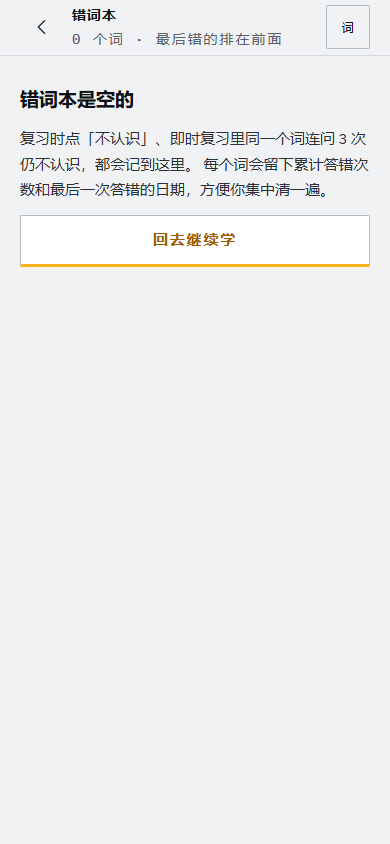 错词本
0 个词 · 最后错的排在前面
词
错词本是空的
复习时点「不认识」、即时复习里同一个词连问 3 次
仍不认识，都会记到这里。 每个词会留下累计答错次
数和最后一次答错的日期，方便你集中清一遍。
回去继续学